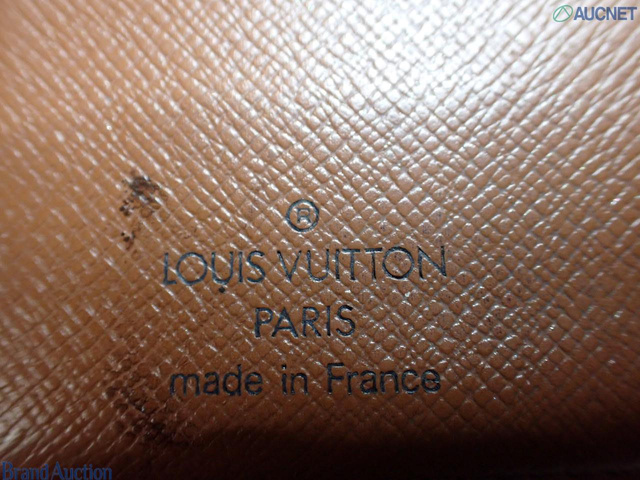 AUCNET
®
LOUIS VUITTON
PARIS
made in France
Brand Auction